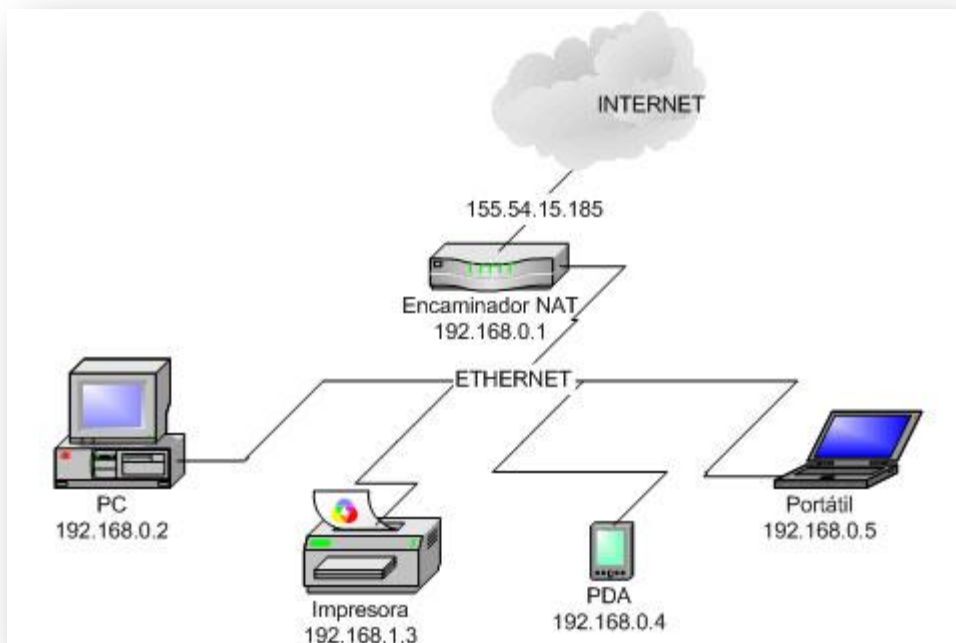 INTERNET
155.54.15.185
Encaminador NAT
192.168.0.1
ETHERNET
PC
192.168.0.2
Impresora
192.168.1.3
PDA
192.168.0.4
Portátil
192.168.0.5